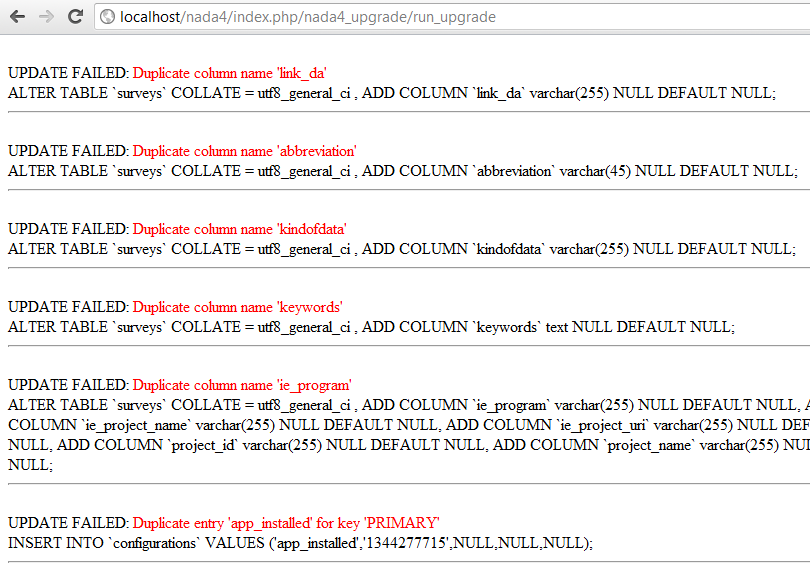 localhost/nada4/index.php/nada4_upgrade/run_upgrade
UPDATE FAILED: Duplicate column name 'link_da'
ALTER TABLE `surveys` COLLATE = utf8_general_ci , ADD COLUMN `link_da` varchar(255) NULL DEFAULT NULL;
UPDATE FAILED: Duplicate column name 'abbreviation'
ALTER TABLE `surveys` COLLATE = utf8_general_ci , ADD COLUMN `abbreviation` varchar(45) NULL DEFAULT NULL;
UPDATE FAILED: Duplicate column name 'kindofdata'
ALTER TABLE `surveys` COLLATE = utf8_general_ci , ADD COLUMN `kindofdata` varchar(255) NULL DEFAULT NULL;
UPDATE FAILED: Duplicate column name 'keywords'
ALTER TABLE `surveys` COLLATE = utf8_general_ci , ADD COLUMN `keywords` text NULL DEFAULT NULL;
UPDATE FAILED: Duplicate column name 'ie_program'
ALTER TABLE `surveys` COLLATE = utf8_general_ci , ADD COLUMN `ie_program` varchar(255) NULL DEFAULT NULL, 
COLUMN `ie_project_name` varchar(255) NULL DEFAULT NULL, ADD COLUMN `ie_project_uri` varchar(255) NULL DEF
NULL, ADD COLUMN `project_id` varchar(255) NULL DEFAULT NULL, ADD COLUMN `project_name` varchar(255) NUL
NULL;
UPDATE FAILED: Duplicate entry 'app_installed' for key 'PRIMARY'
INSERT INTO `configurations` VALUES ('app_installed','1344277715',NULL,NULL,NULL);